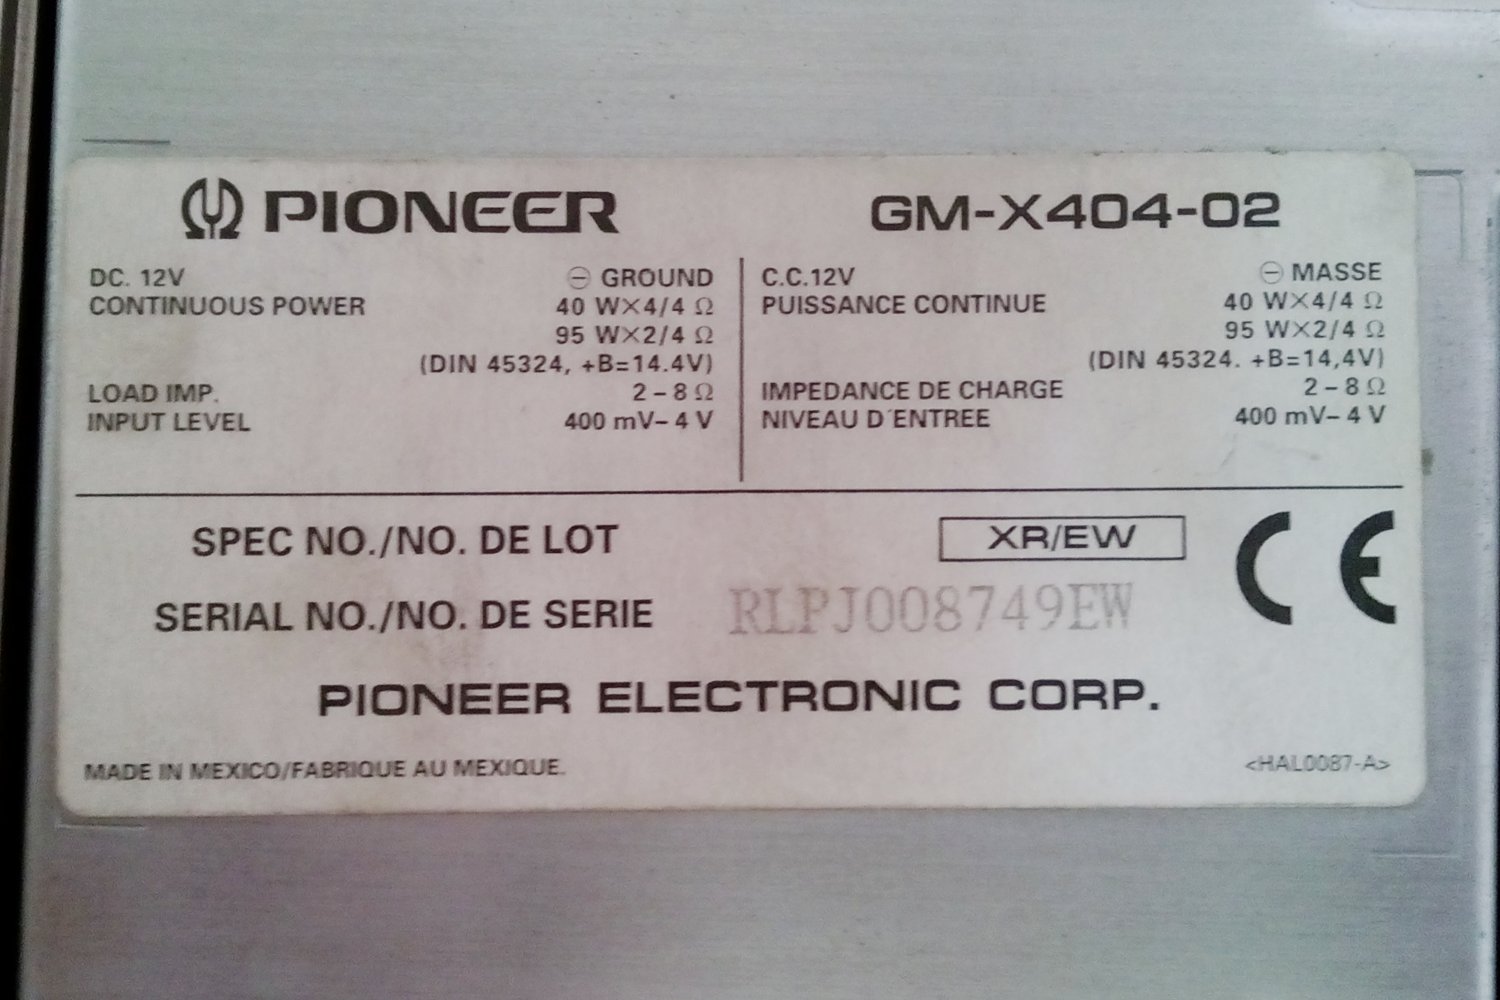 PIONEER GM-X404-02
DC. 12V ⊖ GROUND
CONTINUOUS POWER 40 W×4/4 Ω
95 W×2/4 Ω
(DIN 45324, +B=14.4V)
LOAD IMP. 2–8 Ω
INPUT LEVEL 400 mV–4 V
C.C.12V ⊖ MASSE
PUISSANCE CONTINUE 40 W×4/4 Ω
95 W×2/4 Ω
(DIN 45324. +B=14,4V)
IMPEDANCE DE CHARGE 2–8 Ω
NIVEAU D´ENTREE 400 mV–4 V
SPEC NO./NO. DE LOT XR/EW
CE
SERIAL NO./NO. DE SERIE RLPJ008749EW
PIONEER ELECTRONIC CORP.
MADE IN MEXICO/FABRIQUE AU MEXIQUE. <HAL0087-A>